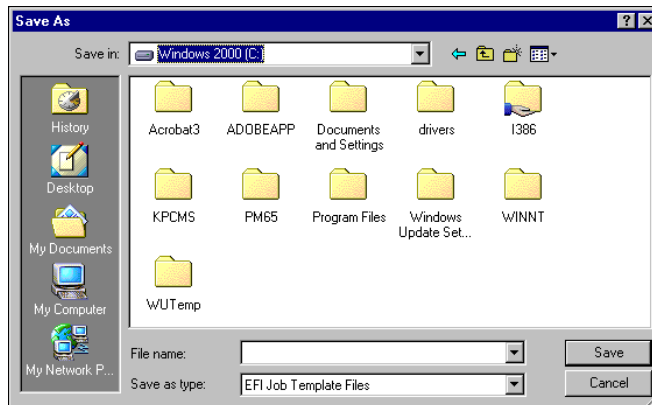 Save As
Save in: Windows 2000 (C:
History
Desktop
My Documents
My Computer
My Network P...
Acrobat3 ADOBEAPP Documents and Settings drivers I386
KPCMS PM65 Program Files Windows Update Set... WINNT
WUTemp
File name: Save
Save as type: EFI Job Template Files Cancel